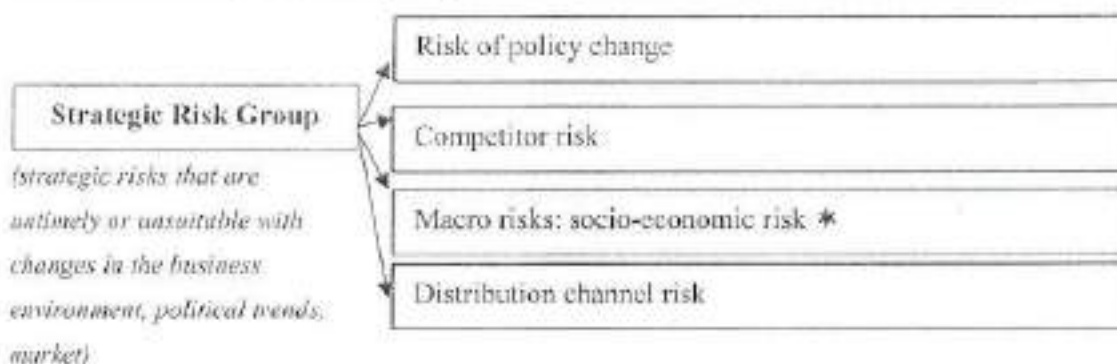 Risk of policy change
Strategic Risk Group
Competitor risk
(strategic risks that are
untimely or unsuitable with
changes in the business
environment, political trends,
market)
Macro risks: socio-economic risk *
Distribution channel risk